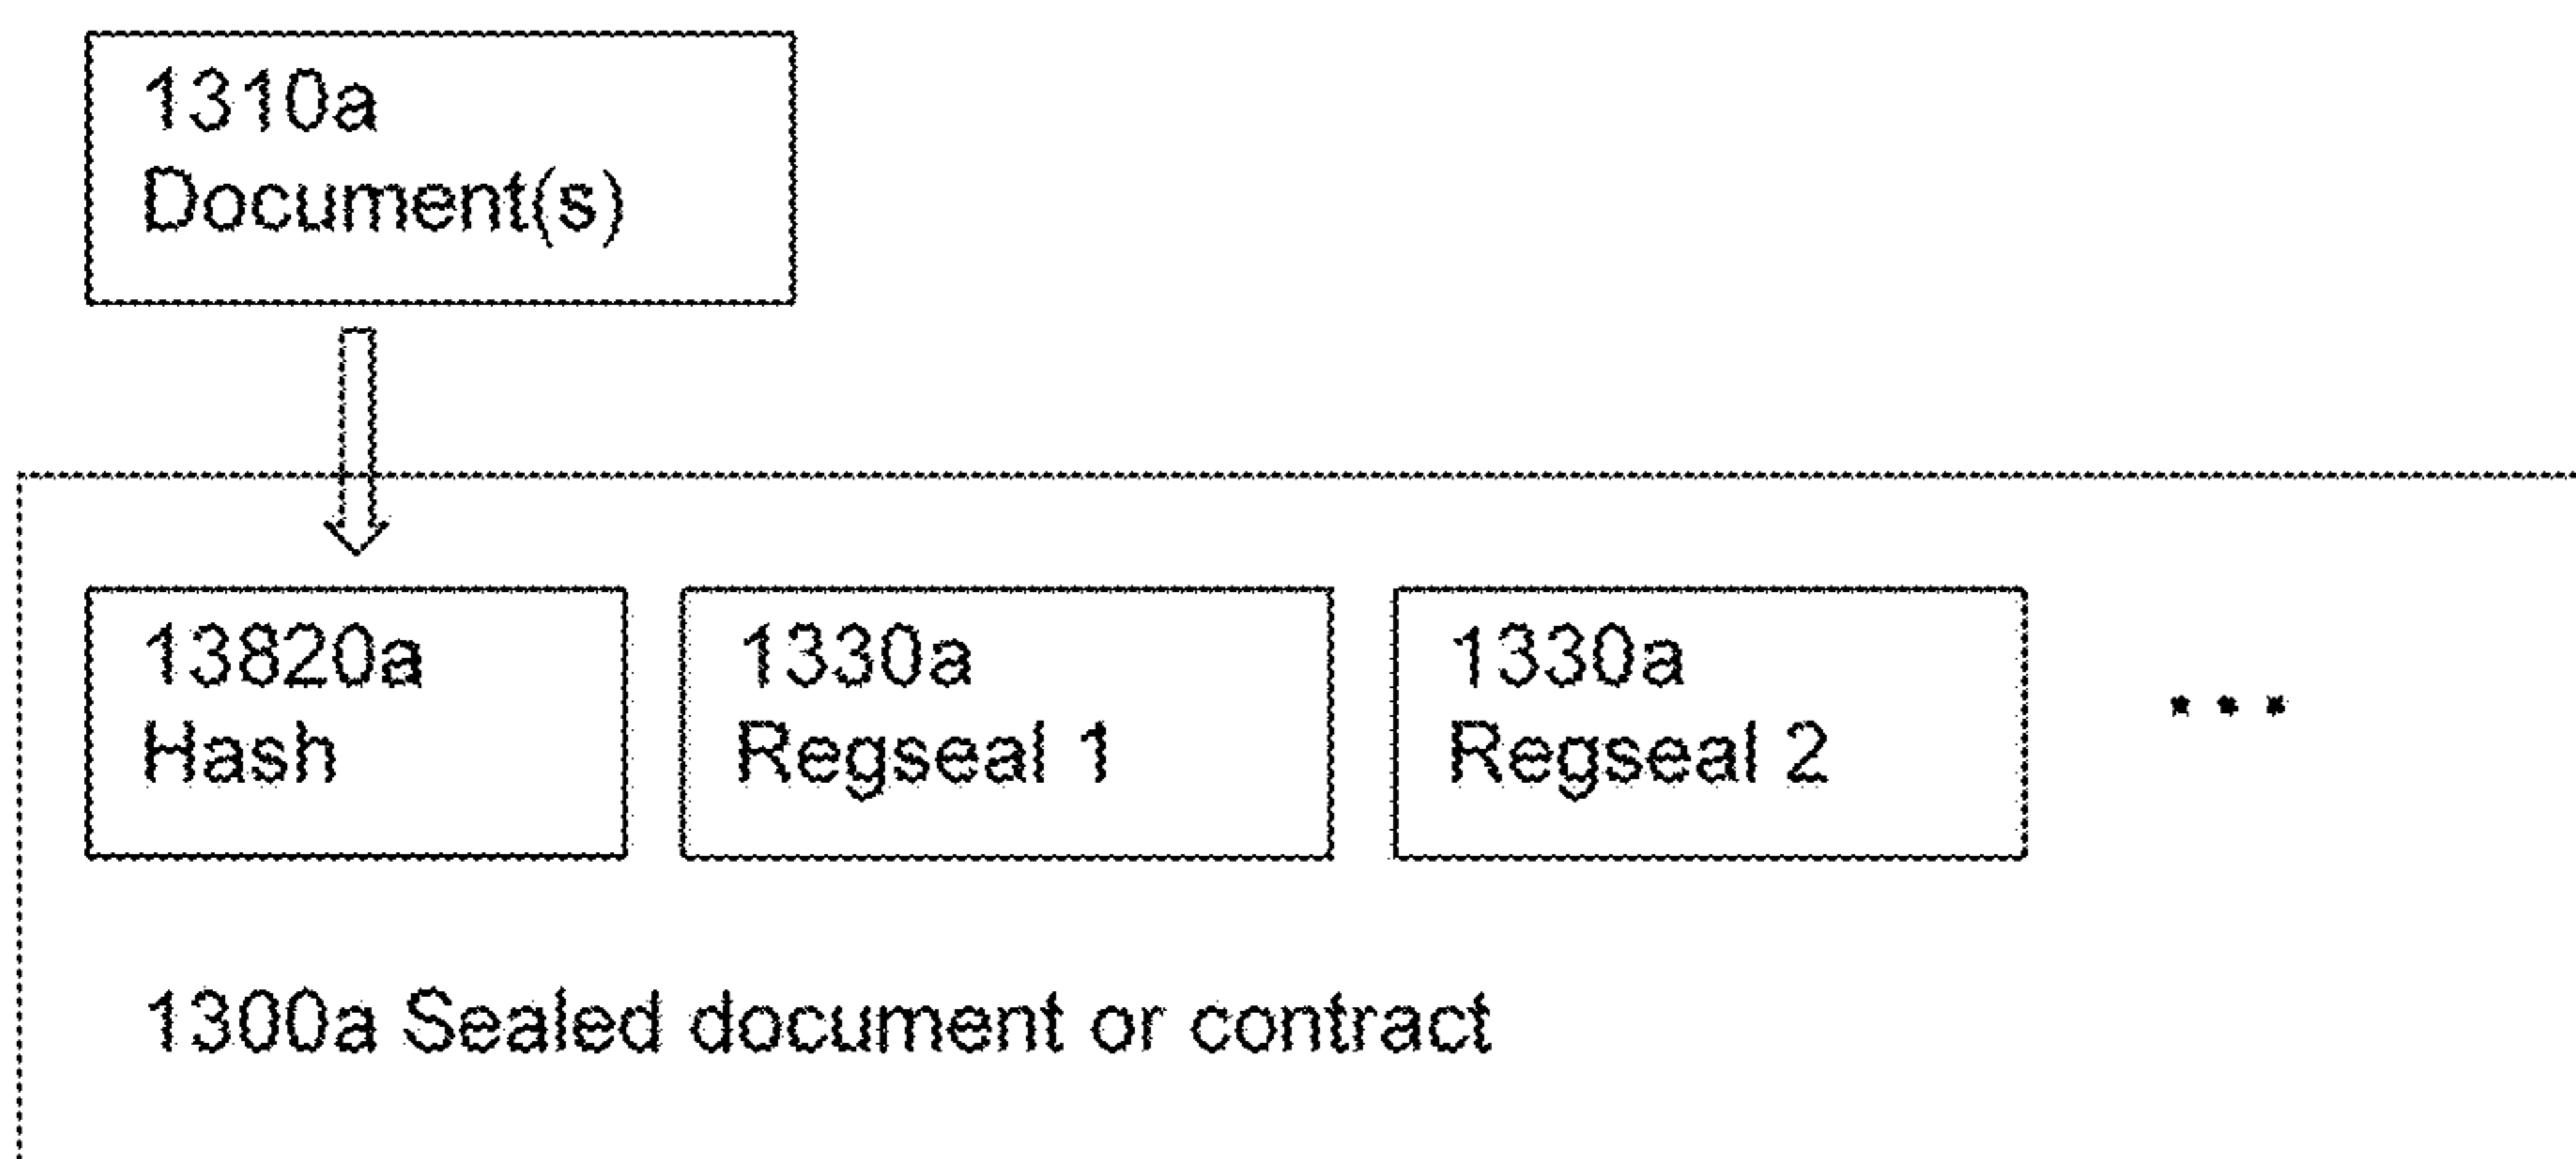 1310a
Document(s)
13820a
Hash
1330a
Regseal 1
1330a
Regseal 2
...
1300a Sealed document or contract